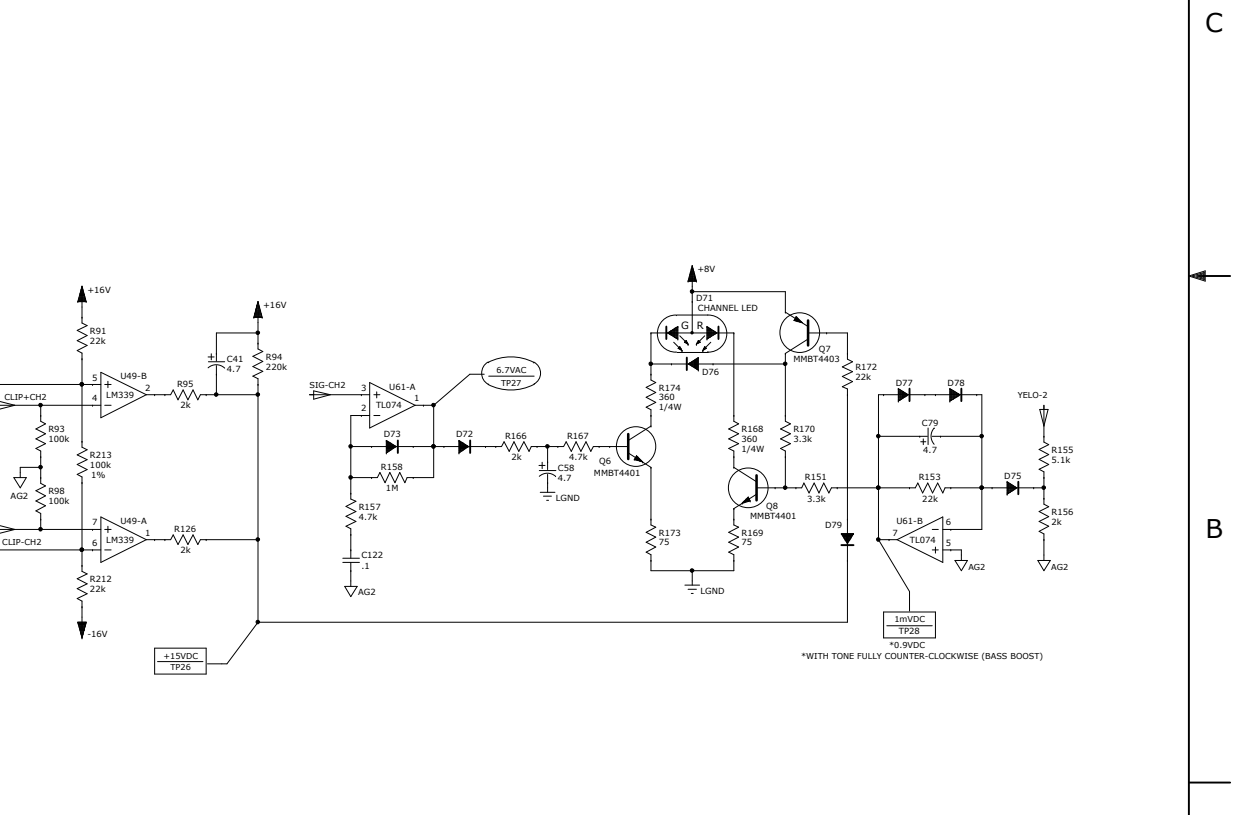 C
+8V
D71
CHANNEL LED
G R
Q7
MMBT4403
D76
+16V
R91
22k
+16V
C41
4.7
R94
220k
U49-B
5
+
4
−
LM339
2
R95
2k
CLIP+CH2
R93
100k
R213
100k
1%
AG2
R98
100k
CLIP-CH2
U49-A
7
+
6
−
LM339
1
R126
2k
R212
22k
-16V
+15VDC
TP26
SIG-CH2
U61-A
3
+
2
−
TL074
1
6.7VAC
TP27
D73
D72
R158
1M
R157
4.7k
C122
.1
AG2
R166
2k
R167
4.7k
+
C58
4.7
LGND
Q6
MMBT4401
R174
360
1/4W
R168
360
1/4W
R170
3.3k
R172
22k
Q8
MMBT4401
R151
3.3k
R173
75
R169
75
LGND
D79
D77
D78
C79
+
4.7
R153
22k
D75
YELO-2
R155
5.1k
R156
2k
AG2
U61-B
6
−
5
+
TL074
7
AG2
1mVDC
TP28
*0.9VDC
*WITH TONE FULLY COUNTER-CLOCKWISE (BASS BOOST)
B